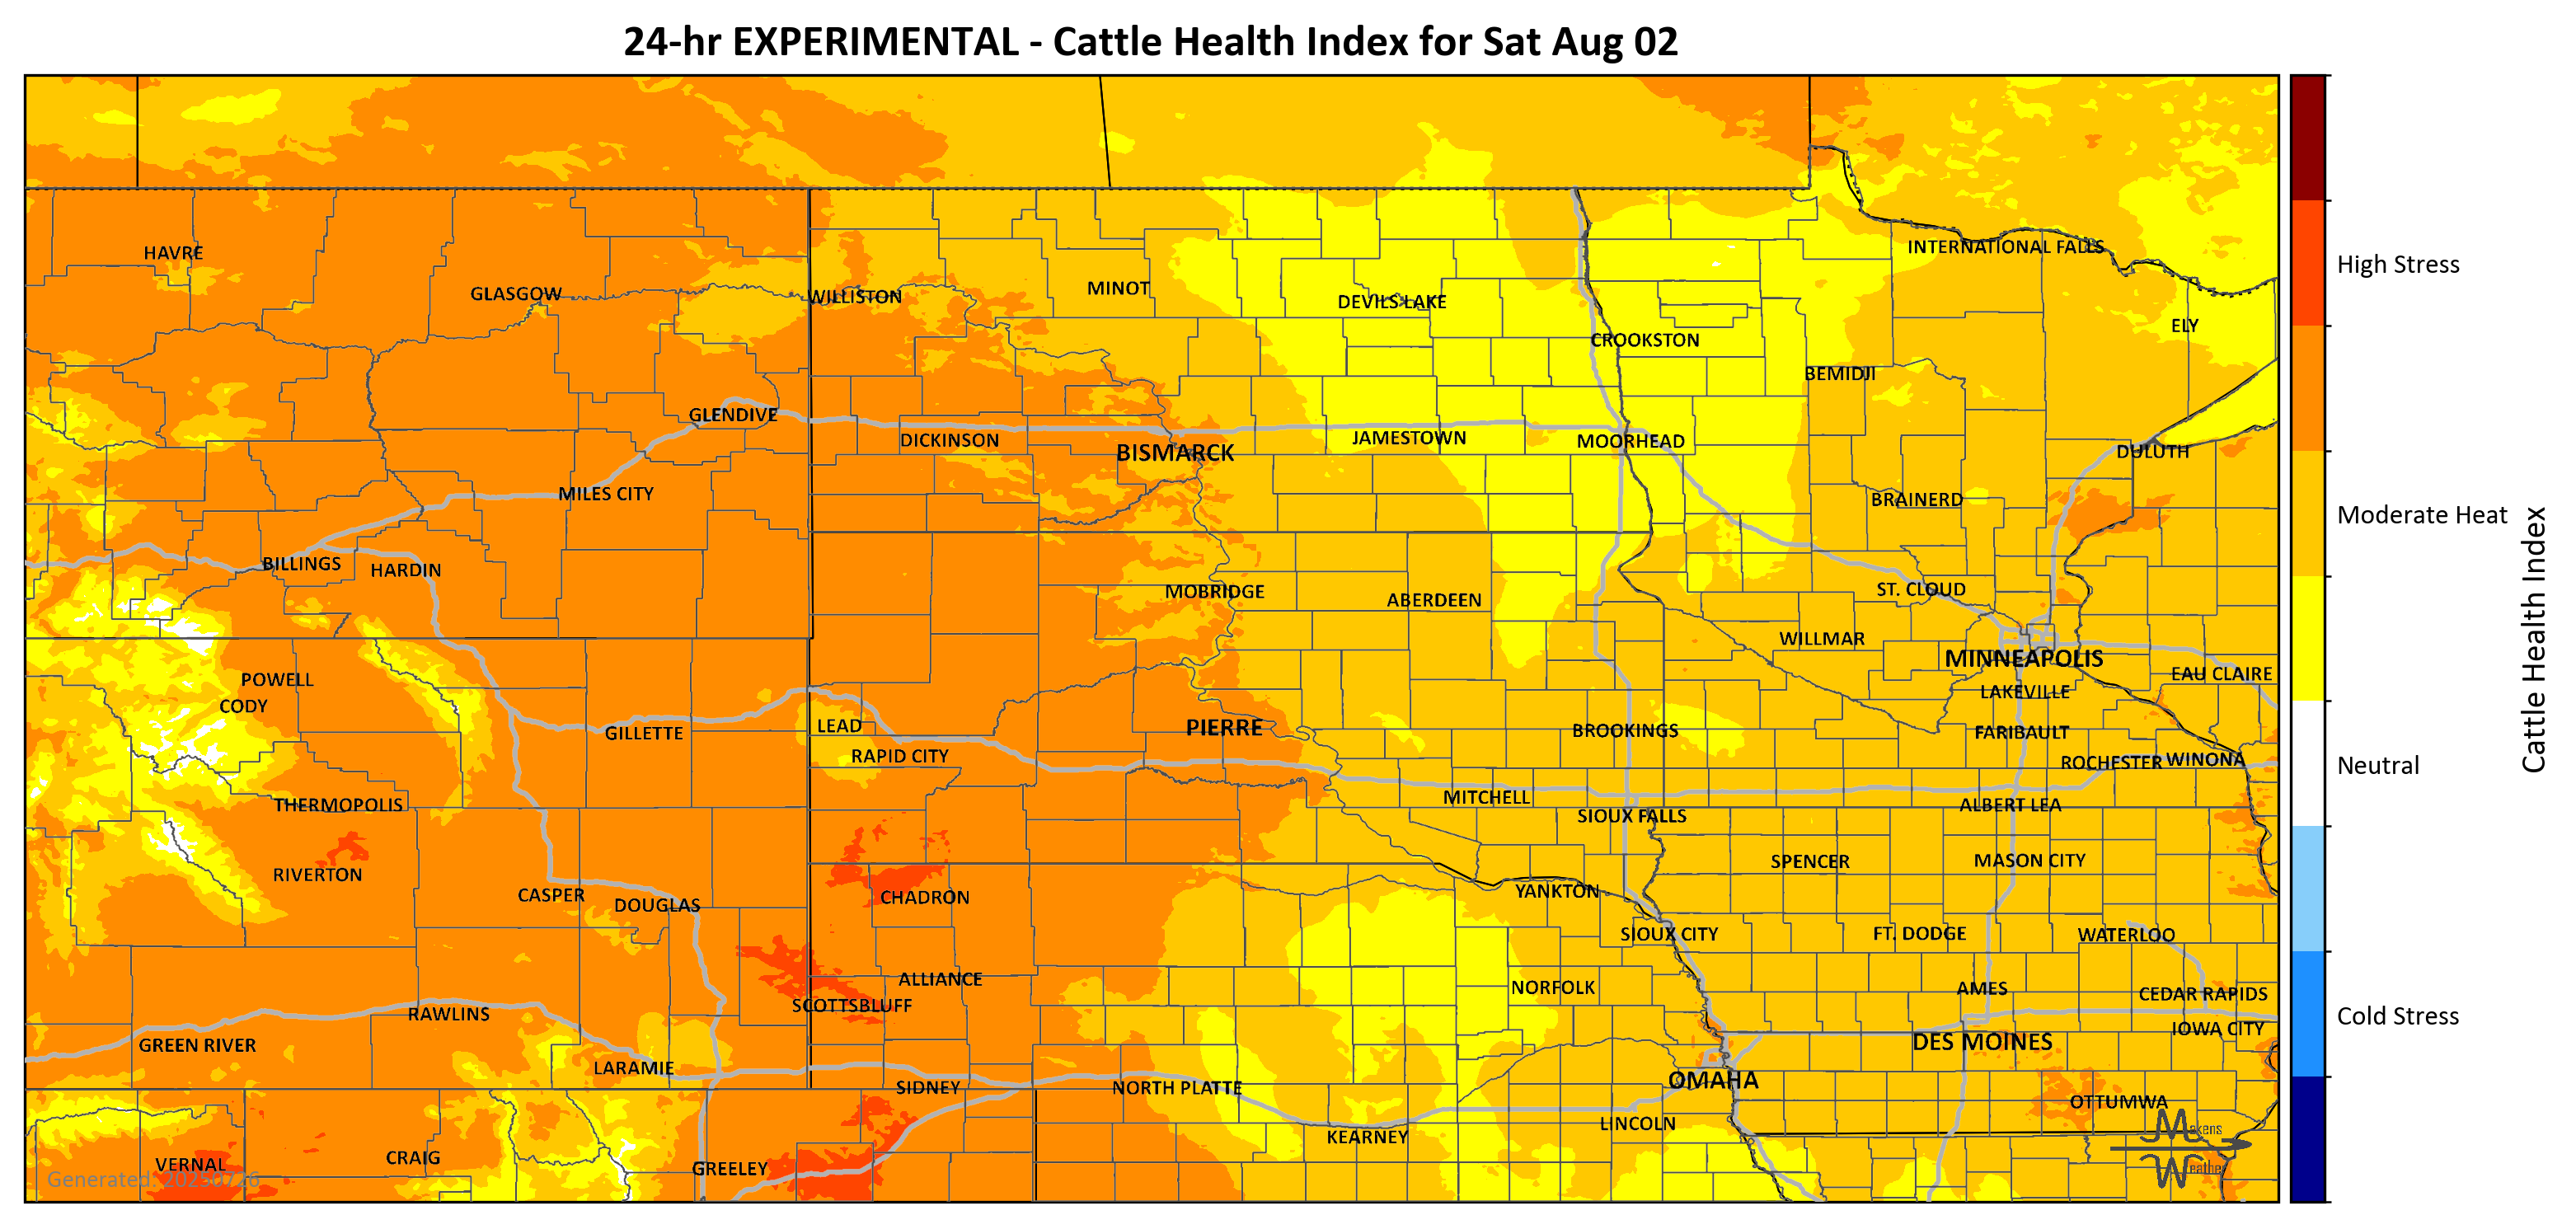 24-hr EXPERIMENTAL - Cattle Health Index for Sat Aug 02
HAVRE
GLASGOW
WILLISTON
MINOT
DEVILS LAKE
CROOKSTON
INTERNATIONAL FALLS
ELY
BEMIDJI
GLENDIVE
DICKINSON
BISMARCK
JAMESTOWN
MOORHEAD
DULUTH
MILES CITY
BRAINERD
BILLINGS
HARDIN
MOBRIDGE
ABERDEEN
ST. CLOUD
WILLMAR
MINNEAPOLIS
EAU CLAIRE
POWELL
CODY
LAKEVILLE
GILLETTE
LEAD
PIERRE
BROOKINGS
FARIBAULT
RAPID CITY
ROCHESTER
WINONA
THERMOPOLIS
MITCHELL
SIOUX FALLS
ALBERT LEA
RIVERTON
SPENCER
MASON CITY
CASPER
DOUGLAS
CHADRON
YANKTON
SIOUX CITY
FT. DODGE
WATERLOO
ALLIANCE
NORFOLK
AMES
CEDAR RAPIDS
SCOTTSBLUFF
RAWLINS
IOWA CITY
GREEN RIVER
DES MOINES
LARAMIE
SIDNEY
NORTH PLATTE
OMAHA
OTTUMWA
LINCOLN
KEARNEY
VERNAL
CRAIG
GREELEY
Generated: 20250726
Makens
Weather
High Stress
Moderate Heat
Neutral
Cold Stress
Cattle Health Index